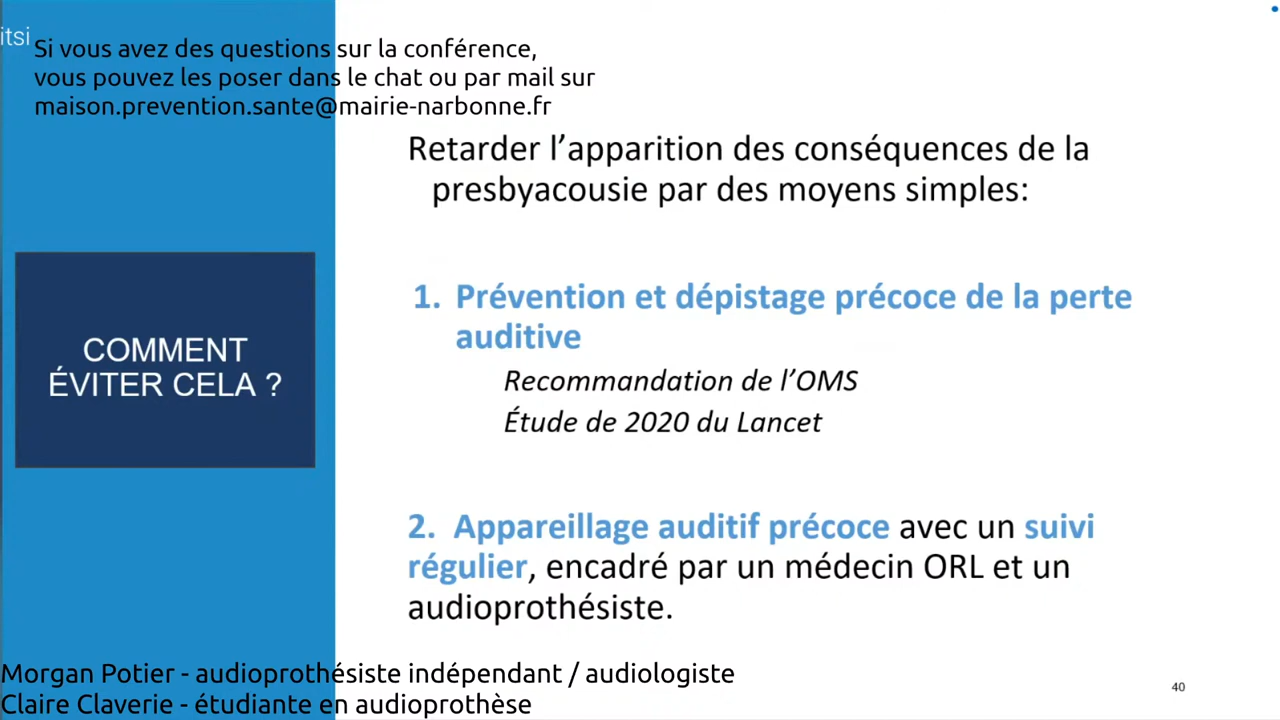 itsi
Si vous avez des questions sur la conférence,
vous pouvez les poser dans le chat ou par mail sur
maison.prevention.sante@mairie-narbonne.fr
Retarder l’apparition des conséquences de la
presbyacousie par des moyens simples:
COMMENT
ÉVITER CELA ?
1. Prévention et dépistage précoce de la perte
auditive
Recommandation de l’OMS
Étude de 2020 du Lancet
2. Appareillage auditif précoce avec un suivi
régulier, encadré par un médecin ORL et un
audioprothésiste.
Morgan Potier - audioprothésiste indépendant / audiologiste
Claire Claverie - étudiante en audioprothèse
40